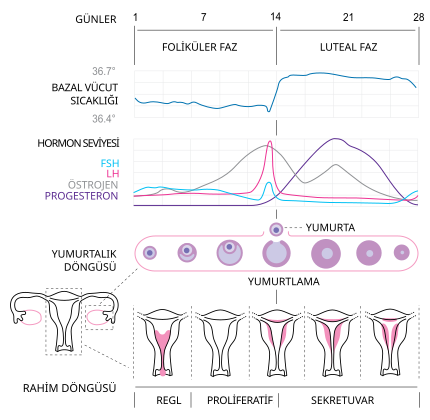 GÜNLER 1 7 14 21 28
FOLİKÜLER FAZ LUTEAL FAZ
36.7°
BAZAL VÜCUT
SICAKLIĞI
36.4°
HORMON SEVİYESİ
FSH
LH
ÖSTROJEN
PROGESTERON
YUMURTA
YUMURTALIK
DÖNGÜSÜ
YUMURTLAMA
RAHİM DÖNGÜSÜ
REGL PROLİFERATİF SEKRETUVAR